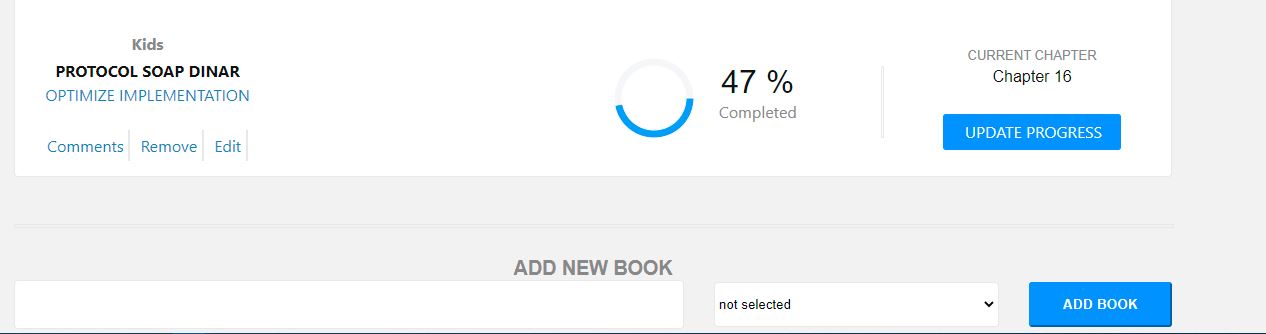 Kids
PROTOCOL SOAP DINAR
OPTIMIZE IMPLEMENTATION
Comments Remove Edit
47 %
Completed
CURRENT CHAPTER
Chapter 16
UPDATE PROGRESS
ADD NEW BOOK
not selected
ADD BOOK